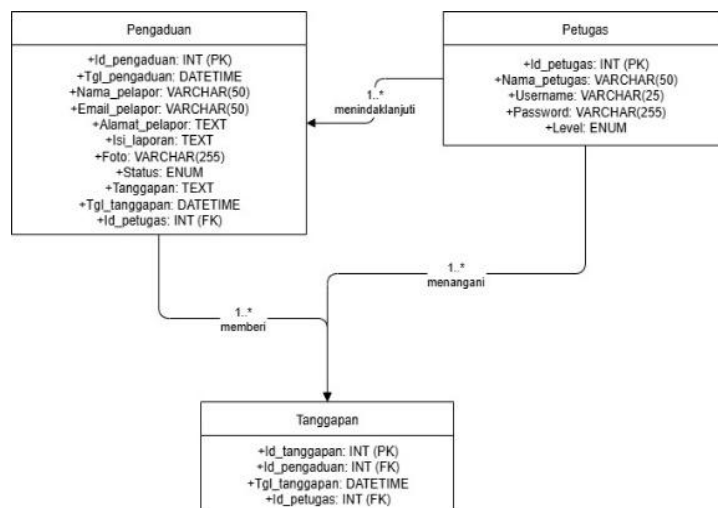 Pengaduan
+Id_pengaduan: INT (PK)
+Tgl_pengaduan: DATETIME
+Nama_pelapor: VARCHAR(50)
+Email_pelapor: VARCHAR(50)
+Alamat_pelapor: TEXT
+Isi_laporan: TEXT
+Foto: VARCHAR(255)
+Status: ENUM
+Tanggapan: TEXT
+Tgl_tanggapan: DATETIME
+Id_petugas: INT (FK)
1..*
menindaklanjuti
Petugas
+Id_petugas: INT (PK)
+Nama_petugas: VARCHAR(50)
+Username: VARCHAR(25)
+Password: VARCHAR(255)
+Level: ENUM
1..*
menangani
1..*
memberi
Tanggapan
+Id_tanggapan: INT (PK)
+Id_pengaduan: INT (FK)
+Tgl_tanggapan: DATETIME
+Id_petugas: INT (FK)